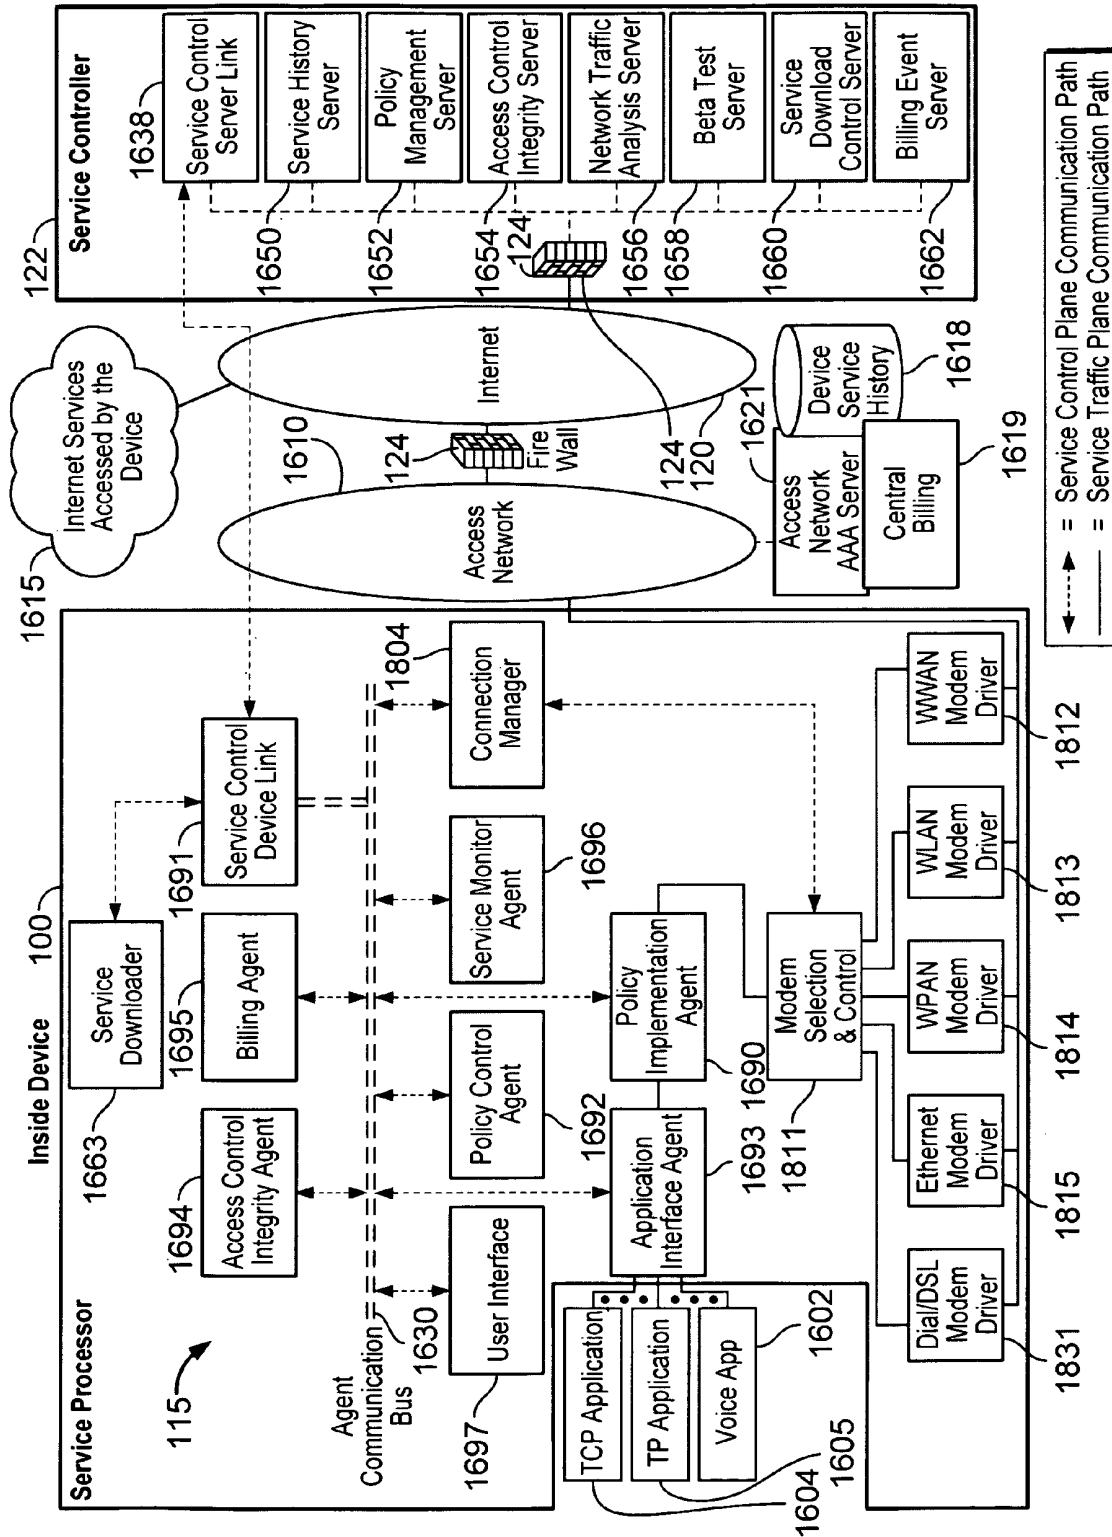 Service Processor
Inside Device
100
115
1663
Service
Downloader
1694
Access Control
Integrity Agent
1695
Billing Agent
1691
Service Control
Device Link
Agent
Communication
Bus
1630
1697
User Interface
Policy Control
Agent
1692
Service Monitor
Agent
1696
Connection
Manager
1804
1604
TCP Application
1605
TP Application
Voice App
1602
Application
Interface Agent
1693
Policy
Implementation
Agent
1690
Modem
Selection
& Control
1811
Dial/DSL
Modem
Driver
1831
Ethernet
Modem
Driver
1815
WPAN
Modem
Driver
1814
WLAN
Modem
Driver
1813
WWAN
Modem
Driver
1812
1615
Internet Services
Accessed by the
Device
1610
Access
Network
124
Fire
Wall
Internet
124
120
1621
Access
Network
AAA Server
Device
Service
History
1618
Central
Billing
1619
122
Service Controller
1638
Service Control
Server Link
1650
Service History
Server
1652
Policy
Management
Server
1654
Access Control
Integrity Server
124
1656
Network Traffic
Analysis Server
1658
Beta Test
Server
1660
Service
Download
Control Server
1662
Billing Event
Server
= Service Control Plane Communication Path
= Service Traffic Plane Communication Path